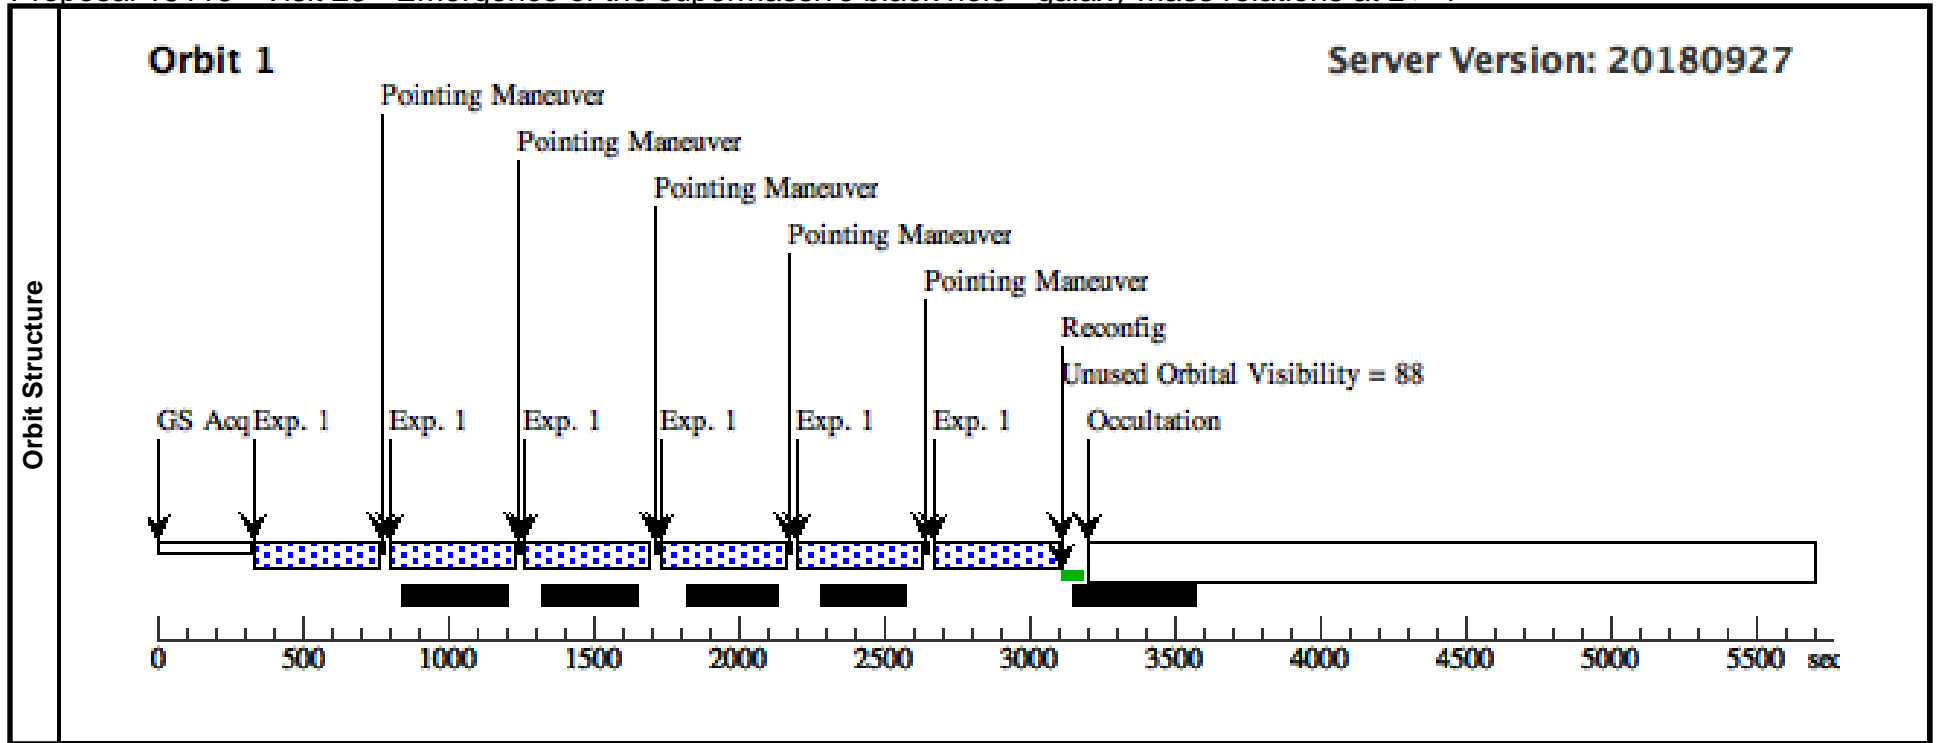 Orbit 1
Server Version: 20180927
Pointing Maneuver
Pointing Maneuver
Pointing Maneuver
Pointing Maneuver
Pointing Maneuver
Reconfig
Unused Orbital Visibility = 88
GS Acq Exp. 1 Exp. 1 Exp. 1 Exp. 1 Exp. 1 Exp. 1 Occultation
Orbit Structure
0 500 1000 1500 2000 2500 3000 3500 4000 4500 5000 5500 sec